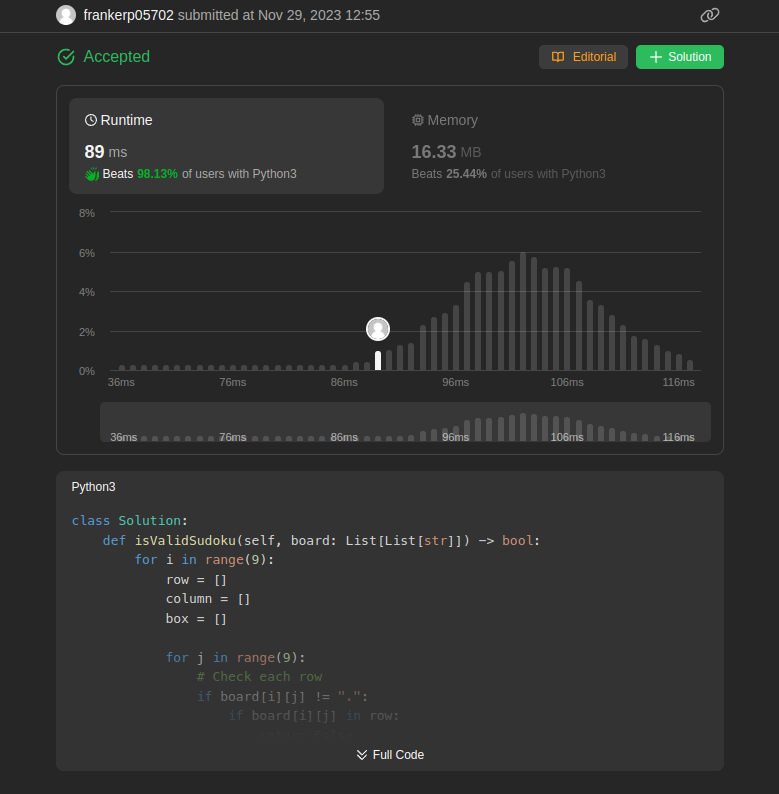 frankerp05702 submitted at Nov 29, 2023 12:55
Accepted
Editorial
Solution
Runtime
89 ms
Beats 98.13% of users with Python3
Memory
16.33 MB
Beats 25.44% of users with Python3
8%
6%
4%
2%
0%
36ms 76ms 86ms 96ms 106ms 116ms
36ms 76ms 86ms 96ms 106ms 116ms
Python3
class Solution:
    def isValidSudoku(self, board: List[List[str]]) -> bool:
        for i in range(9):
            row = []
            column = []
            box = []
            for j in range(9):
                # Check each row
                if board[i][j] != ".":
                    if board[i][j] in row:
Full Code